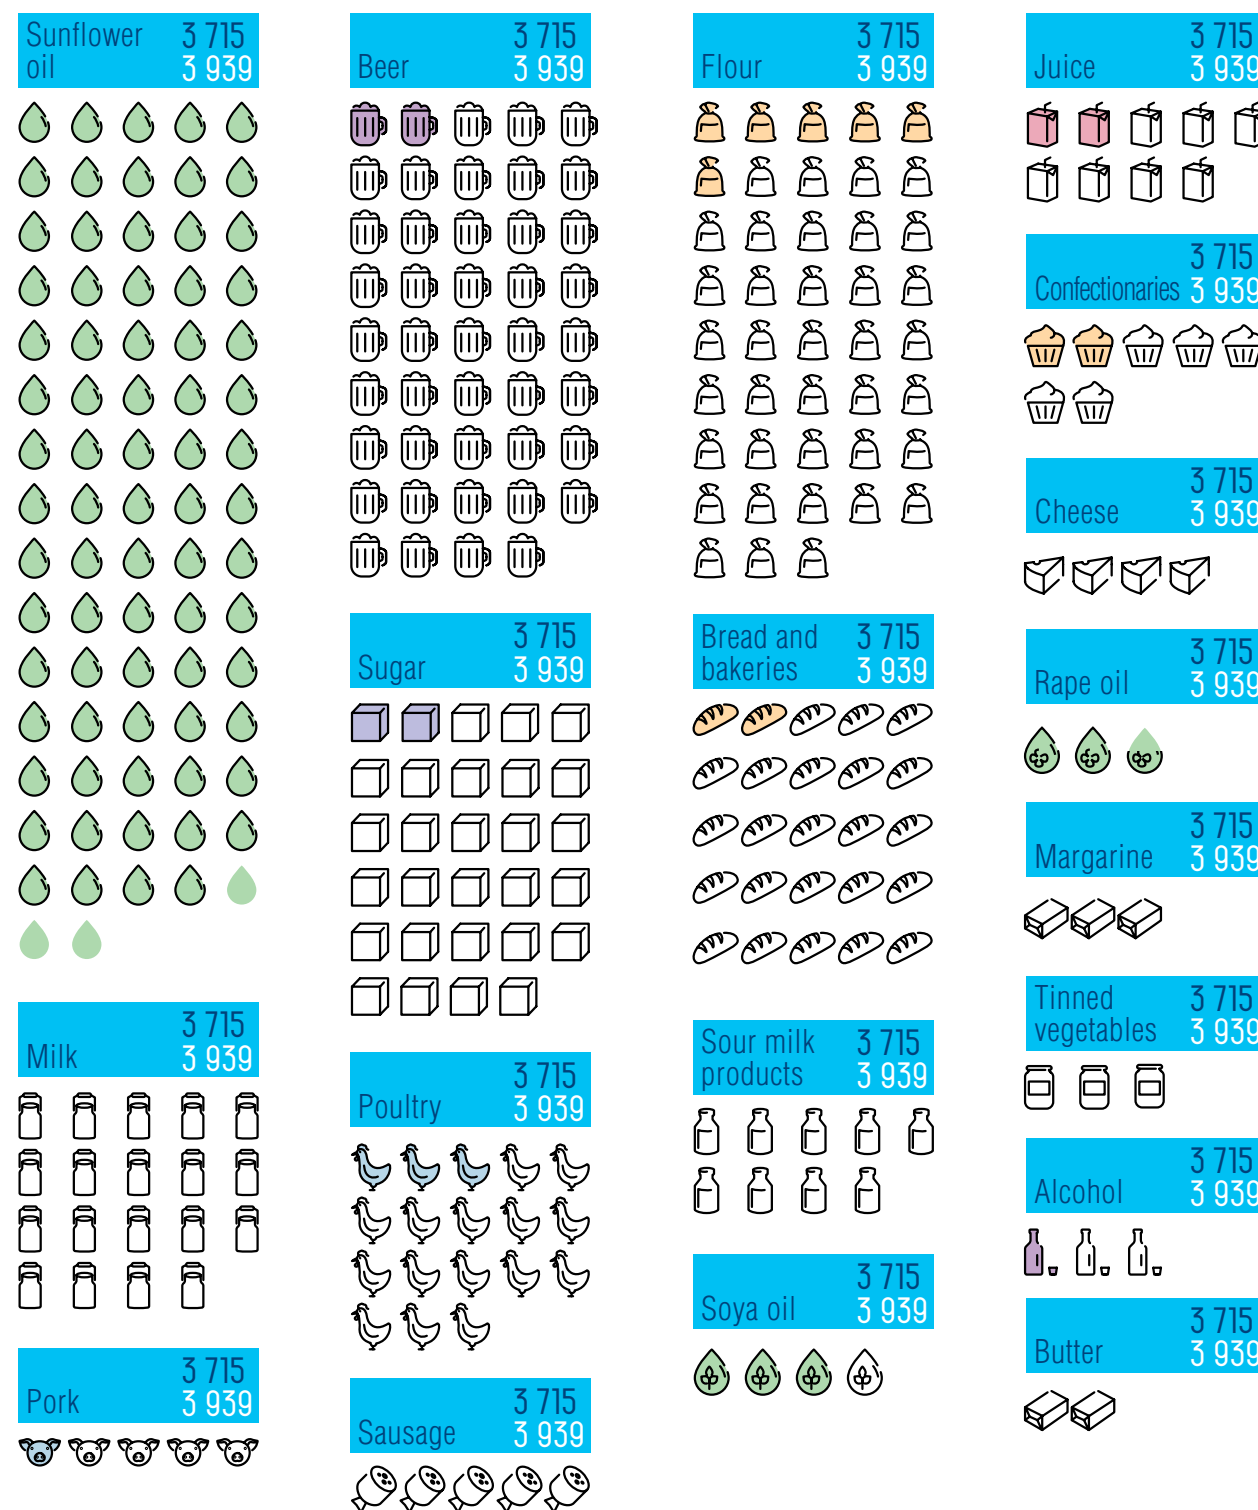 Sunflower
oil
3 715
3 939
Milk
3 715
3 939
Pork
3 715
3 939
Beer
3 715
3 939
Sugar
3 715
3 939
Poultry
3 715
3 939
Sausage
3 715
3 939
Flour
3 715
3 939
Bread and
bakeries
3 715
3 939
Sour milk
products
3 715
3 939
Soya oil
3 715
3 939
Juice
3 715
3 939
Confectionaries
3 715
3 939
Cheese
3 715
3 939
Rape oil
3 715
3 939
Margarine
3 715
3 939
Tinned
vegetables
3 715
3 939
Alcohol
3 715
3 939
Butter
3 715
3 939